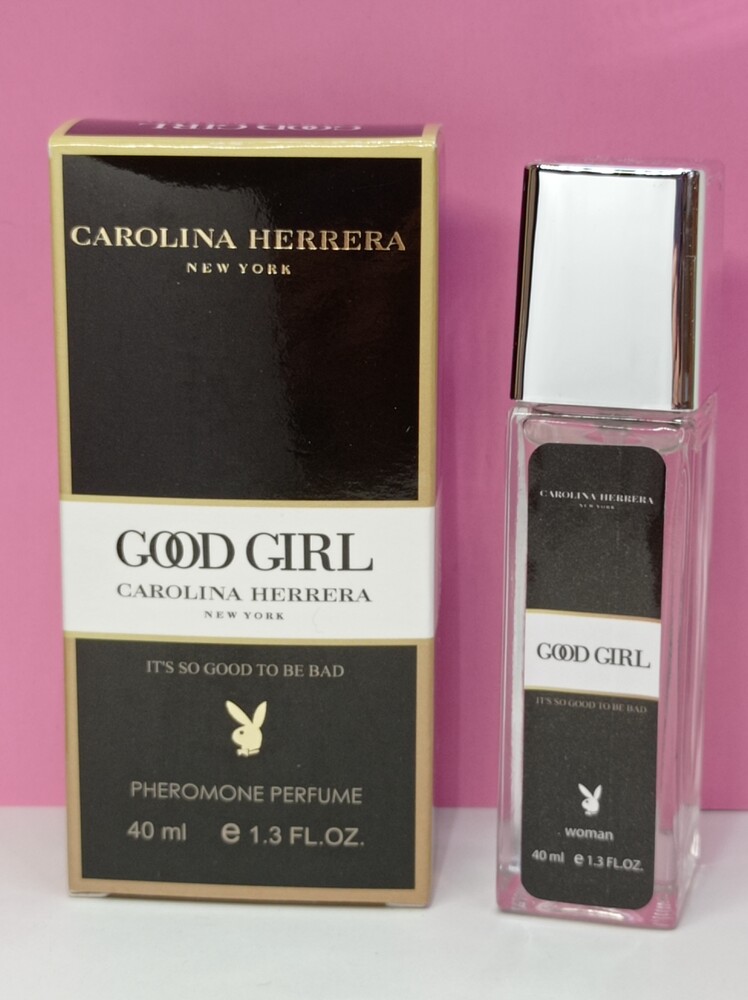 GOOD GIRL
CAROLINA HERRERA
NEW YORK
GOOD GIRL
CAROLINA HERRERA
NEW YORK
IT'S SO GOOD TO BE BAD
PHEROMONE PERFUME
40 ml e 1.3 FL.OZ.
CAROLINA HERRERA
NEW YORK
GOOD GIRL
IT'S SO GOOD TO BE BAD
woman
40 ml e 1.3 FL.OZ.